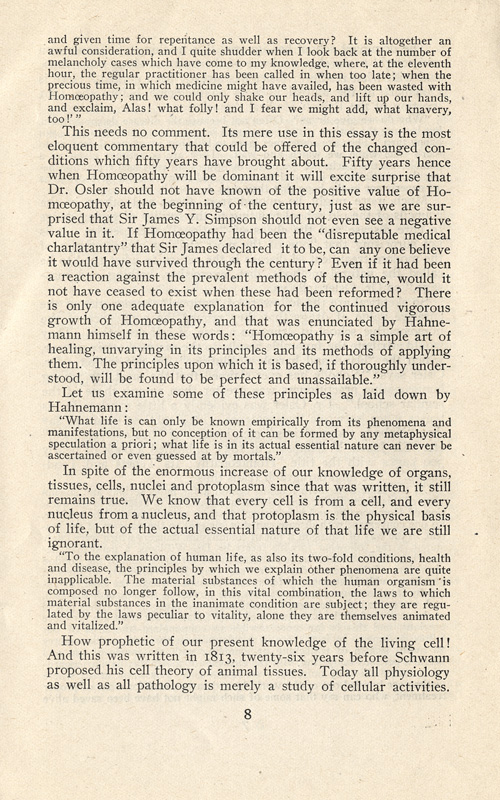 and given time for repentance as well as recovery? It is altogether an
awful consideration, and I quite shudder when I look back at the number of
melancholy cases which have come to my knowledge, where, at the eleventh
hour, the regular practitioner has been called in when too late; when the
precious time, in which medicine might have availed, has been wasted with
Homœopathy; and we could only shake our heads, and lift up our hands,
and exclaim, Alas! what folly! and I fear we might add, what knavery,
too!’ ”
This needs no comment. Its mere use in this essay is the most
eloquent commentary that could be offered of the changed con-
ditions which fifty years have brought about. Fifty years hence
when Homœopathy will be dominant it will excite surprise that
Dr. Osler should not have known of the positive value of Ho-
mœopathy, at the beginning of the century, just as we are sur-
prised that Sir James Y. Simpson should not even see a negative
value in it. If Homœopathy had been the “disreputable medical
charlatantry” that Sir James declared it to be, can any one believe
it would have survived through the century? Even if it had been
a reaction against the prevalent methods of the time, would it
not have ceased to exist when these had been reformed? There
is only one adequate explanation for the continued vigorous
growth of Homœopathy, and that was enunciated by Hahne-
mann himself in these words: “Homœopathy is a simple art of
healing, unvarying in its principles and its methods of applying
them. The principles upon which it is based, if thoroughly under-
stood, will be found to be perfect and unassailable.”
Let us examine some of these principles as laid down by
Hahnemann:
“What life is can only be known empirically from its phenomena and
manifestations, but no conception of it can be formed by any metaphysical
speculation a priori; what life is in its actual essential nature can never be
ascertained or even guessed at by mortals.”
In spite of the enormous increase of our knowledge of organs,
tissues, cells, nuclei and protoplasm since that was written, it still
remains true. We know that every cell is from a cell, and every
nucleus from a nucleus, and that protoplasm is the physical basis
of life, but of the actual essential nature of that life we are still
ignorant.
“To the explanation of human life, as also its two-fold conditions, health
and disease, the principles by which we explain other phenomena are quite
inapplicable. The material substances of which the human organism is
composed no longer follow, in this vital combination, the laws to which
material substances in the inanimate condition are subject; they are regu-
lated by the laws peculiar to vitality, alone they are themselves animated
and vitalized.”
How prophetic of our present knowledge of the living cell!
And this was written in 1813, twenty-six years before Schwann
proposed his cell theory of animal tissues. Today all physiology
as well as all pathology is merely a study of cellular activities.
8